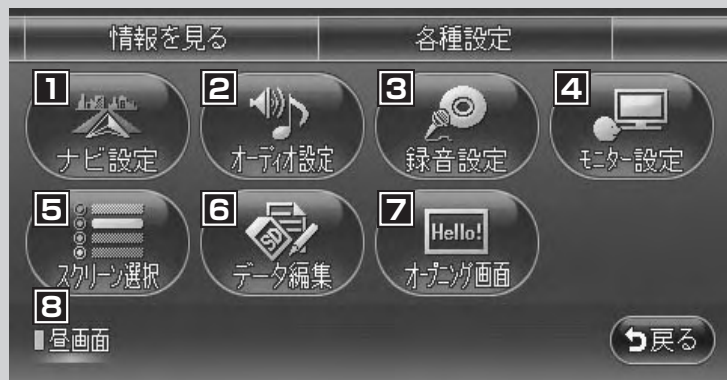 情報を見る 各種設定
1 2 3 4
ナビ設定 オーディオ設定 録音設定 モニター設定
5 6 7
SD Hello!
スクリーン選択 データ編集 オープニング画面
8
昼画面 戻る